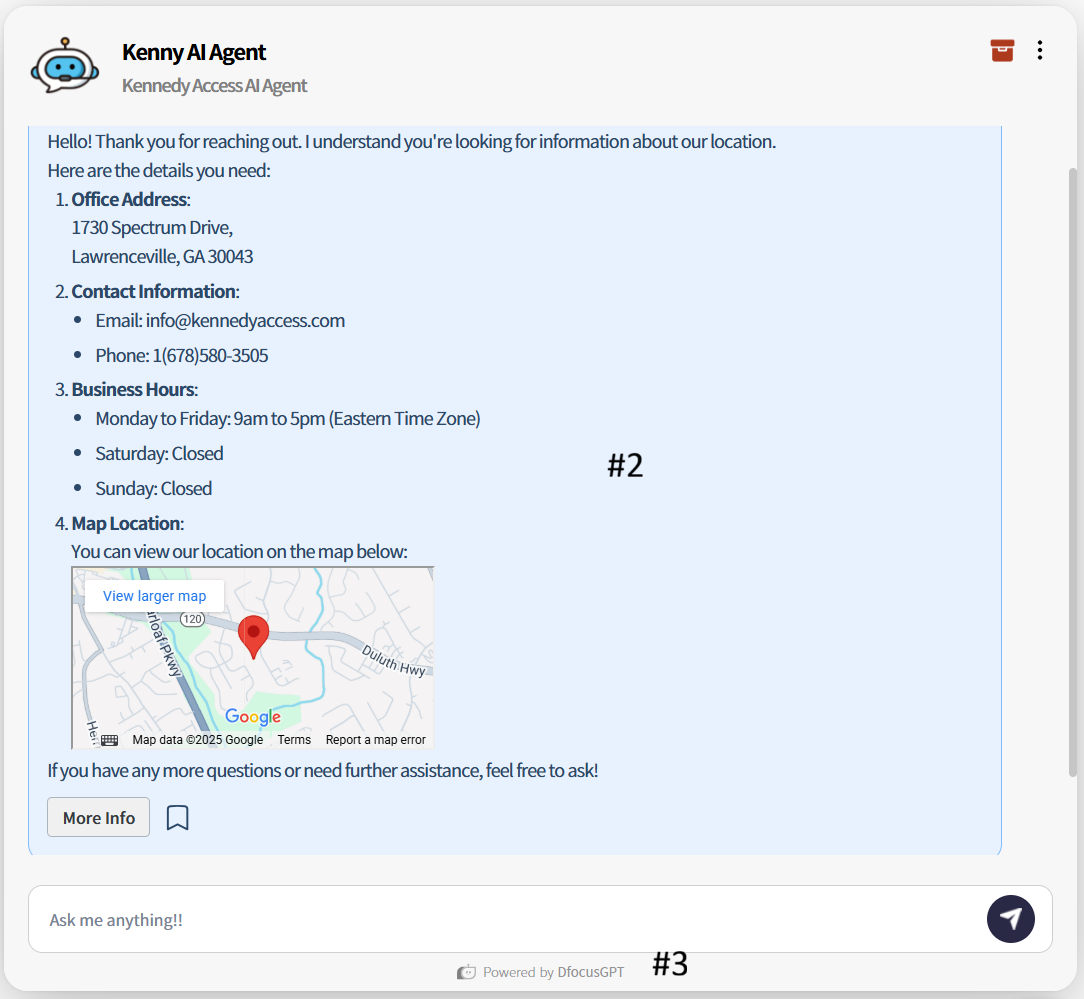 Kenny AI Agent
Kennedy Access AI Agent
Hello! Thank you for reaching out. I understand you're looking for information about our location.
Here are the details you need:
1. Office Address:
1730 Spectrum Drive,
Lawrenceville, GA 30043
2. Contact Information:
• Email: info@kennedyaccess.com
• Phone: 1(678)580-3505
3. Business Hours:
• Monday to Friday: 9am to 5pm (Eastern Time Zone)
• Saturday: Closed
#2
• Sunday: Closed
4. Map Location:
You can view our location on the map below:
View larger map
120
arloaf Pkwy
Duluth Hwy
Google
Map data ©2025 Google Terms Report a map error
If you have any more questions or need further assistance, feel free to ask!
More Info
Ask me anything!!
Powered by DfocusGPT
#3